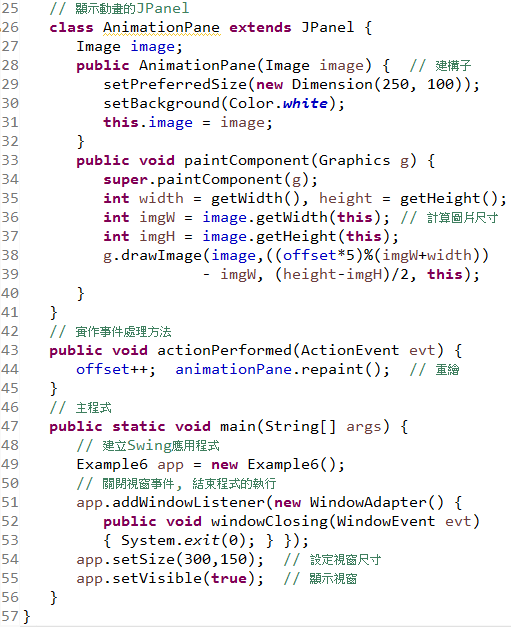 25 // 顯示動畫的JPanel
26 class AnimationPane extends JPanel {
27 Image image;
28 public AnimationPane(Image image) { // 建構子
29 setPreferredSize(new Dimension(250, 100));
30 setBackground(Color.white);
31 this.image = image;
32 }
33 public void paintComponent(Graphics g) {
34 super.paintComponent(g);
35 int width = getWidth(), height = getHeight();
36 int imgW = image.getWidth(this); // 計算圖片尺寸
37 int imgH = image.getHeight(this);
38 g.drawImage(image,((offset*5)%(imgW+width))
39 - imgW, (height-imgH)/2, this);
40 }
41 }
42 // 實作事件處理方法
43 public void actionPerformed(ActionEvent evt) {
44 offset++; animationPane.repaint(); // 重繪
45 }
46 // 主程式
47 public static void main(String[] args) {
48 // 建立Swing應用程式
49 Example6 app = new Example6();
50 // 關閉視窗事件, 結束程式的執行
51 app.addWindowListener(new WindowAdapter() {
52 public void windowClosing(WindowEvent evt)
53 { System.exit(0); } });
54 app.setSize(300,150); // 設定視窗尺寸
55 app.setVisible(true); // 顯示視窗
56 }
57 }